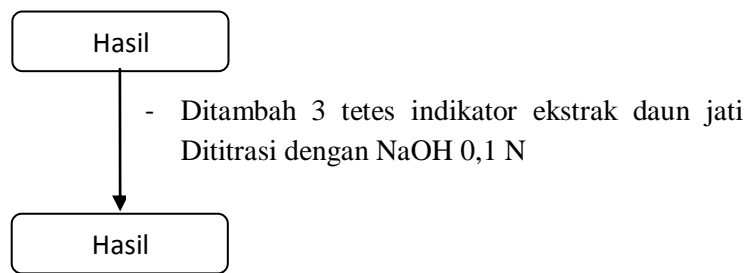 Hasil
- Ditambah 3 tetes indikator ekstrak daun jati
Dititrasi dengan NaOH 0,1 N
Hasil